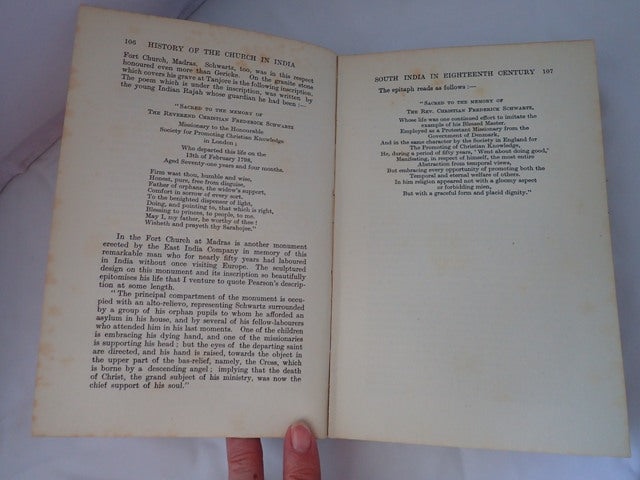 106 HISTORY OF THE CHURCH IN INDIA
Fort Church, Madras. Schwartz, too, was in this respect
honoured even more than Gericke. On the granite stone
which covers his grave at Tanjore is the following inscription.
The poem which is under the inscription, was written by
the young Indian Rajah whose guardian he had been :—
"SACRED TO THE MEMORY OF
THE REVEREND CHRISTIAN FREDERICK SCHWARTZ
Missionary to the Honourable
Society for Promoting Christian Knowledge
in London ;
Who departed this life on the
13th of February 1798,
Aged Seventy-one years and four months.
Firm wast thou, humble and wise,
Honest, pure, free from disguise,
Father of orphans, the widow's support,
Comfort in sorrow of every sort.
To the benighted dispenser of light,
Doing, and pointing to, that which is right,
Blessing to princes, to people, to me,
May I, my father, be worthy of thee !
Wisheth and prayeth thy Sarahojee."
In the Fort Church at Madras is another monument
erected by the East India Company in memory of this
remarkable man who for nearly fifty years had laboured
in India without once visiting Europe. The sculptured
design on this monument and its inscription so beautifully
epitomises his life that I venture to quote Pearson's descrip-
tion at some length.
" The principal compartment of the monument is occu-
pied with an alto-relievo, representing Schwartz surrounded
by a group of his orphan pupils to whom he afforded an
asylum in his house, and by several of his fellow-labourers
who attended him in his last moments. One of the children
is embracing his dying hand, and one of the missionaries
is supporting his head ; but the eyes of the departing saint
are directed, and his hand is raised, towards the object in
the upper part of the bas-relief, namely, the Cross, which
is borne by a descending angel ; implying that the death
of Christ, the grand subject of his ministry, was now the
chief support of his soul."
SOUTH INDIA IN EIGHTEENTH CENTURY 107
The epitaph reads as follows :—
"SACRED TO THE MEMORY OF
THE REV. CHRISTIAN FREDERICK SCHWARTZ,
Whose life was one continued effort to imitate the
example of his Blessed Master.
Employed as a Protestant Missionary from the
Government of Denmark,
And in the same character by the Society in England for
The Promoting of Christian Knowledge,
He, during a period of fifty years, 'Went about doing good,'
Manifesting, in respect of himself, the most entire
Abstraction from temporal views,
But embracing every opportunity of promoting both the
Temporal and eternal welfare of others.
In him religion appeared not with a gloomy aspect
or forbidding mien,
But with a graceful form and placid dignity."